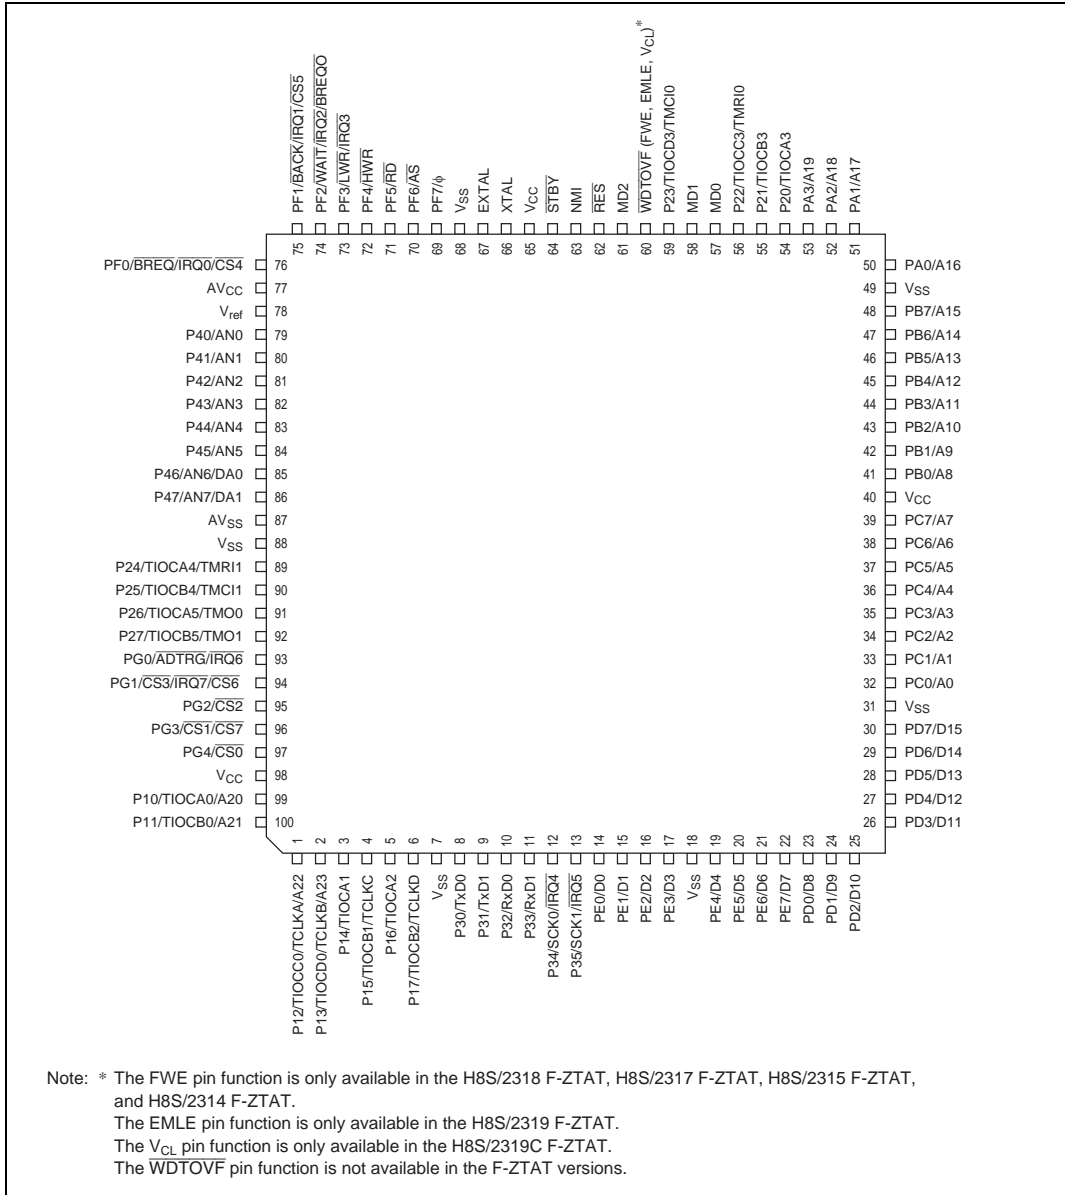 PF1/BACK/IRQ1/CS5
PF2/WAIT/IRQ2/BREQO
PF3/LWR/IRQ3
PF4/HWR
PF5/RD
PF6/AS
PF7/ϕ
VSS
EXTAL
XTAL
VCC
STBY
NMI
RES
MD2
WDTOVF (FWE, EMLE, VCL)*
P23/TIOCD3/TMCI0
MD1
MD0
P22/TIOCC3/TMRI0
P21/TIOCB3
P20/TIOCA3
PA3/A19
PA2/A18
PA1/A17
75 74 73 72 71 70 69 68 67 66 65 64 63 62 61 60 59 58 57 56 55 54 53 52 51
PF0/BREQ/IRQ0/CS4 76
AVCC 77
Vref 78
P40/AN0 79
P41/AN1 80
P42/AN2 81
P43/AN3 82
P44/AN4 83
P45/AN5 84
P46/AN6/DA0 85
P47/AN7/DA1 86
AVSS 87
VSS 88
P24/TIOCA4/TMRI1 89
P25/TIOCB4/TMCI1 90
P26/TIOCA5/TMO0 91
P27/TIOCB5/TMO1 92
PG0/ADTRG/IRQ6 93
PG1/CS3/IRQ7/CS6 94
PG2/CS2 95
PG3/CS1/CS7 96
PG4/CS0 97
VCC 98
P10/TIOCA0/A20 99
P11/TIOCB0/A21 100
50 PA0/A16
49 VSS
48 PB7/A15
47 PB6/A14
46 PB5/A13
45 PB4/A12
44 PB3/A11
43 PB2/A10
42 PB1/A9
41 PB0/A8
40 VCC
39 PC7/A7
38 PC6/A6
37 PC5/A5
36 PC4/A4
35 PC3/A3
34 PC2/A2
33 PC1/A1
32 PC0/A0
31 VSS
30 PD7/D15
29 PD6/D14
28 PD5/D13
27 PD4/D12
26 PD3/D11
1 2 3 4 5 6 7 8 9 10 11 12 13 14 15 16 17 18 19 20 21 22 23 24 25
P12/TIOCC0/TCLKA/A22
P13/TIOCD0/TCLKB/A23
P14/TIOCA1
P15/TIOCB1/TCLKC
P16/TIOCA2
P17/TIOCB2/TCLKD
VSS
P30/TxD0
P31/TxD1
P32/RxD0
P33/RxD1
P34/SCK0/IRQ4
P35/SCK1/IRQ5
PE0/D0
PE1/D1
PE2/D2
PE3/D3
VSS
PE4/D4
PE5/D5
PE6/D6
PE7/D7
PD0/D8
PD1/D9
PD2/D10
Note: * The FWE pin function is only available in the H8S/2318 F-ZTAT, H8S/2317 F-ZTAT, H8S/2315 F-ZTAT,
and H8S/2314 F-ZTAT.
The EMLE pin function is only available in the H8S/2319 F-ZTAT.
The VCL pin function is only available in the H8S/2319C F-ZTAT.
The WDTOVF pin function is not available in the F-ZTAT versions.